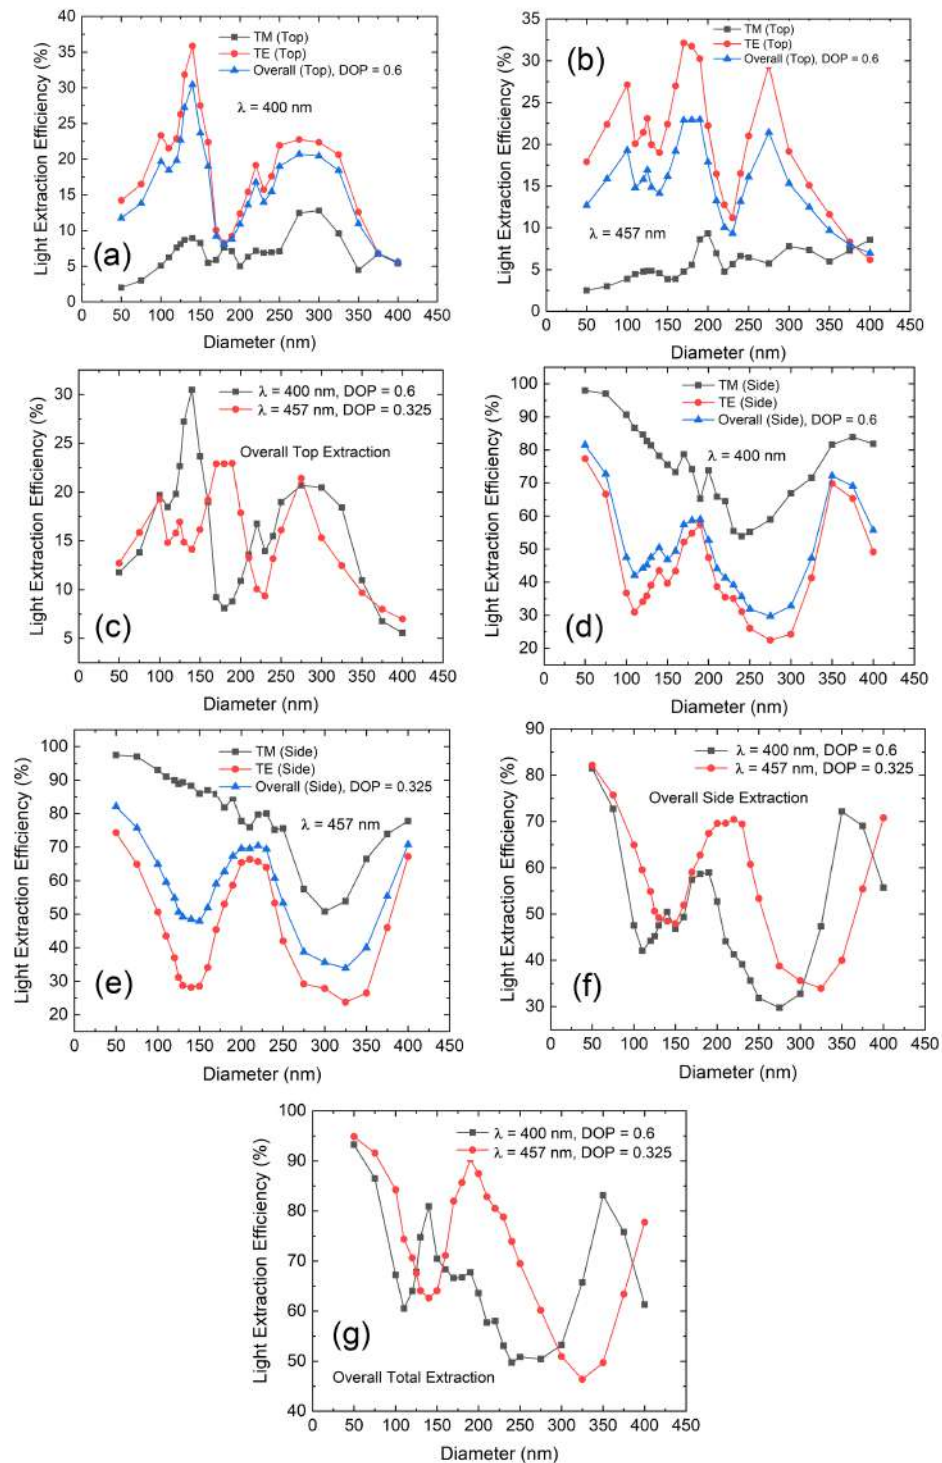 40
35
30
25
20
15
10
5
0
Light Extraction Efficiency (%)
TM (Top)
TE (Top)
Overall (Top), DOP = 0.6
λ = 400 nm
(a)
0 50 100 150 200 250 300 350 400 450
Diameter (nm)
35
30
25
20
15
10
5
0
Light Extraction Efficiency (%)
TM (Top)
TE (Top)
Overall (Top), DOP = 0.6
(b)
λ = 457 nm
0 50 100 150 200 250 300 350 400 450
Diameter (nm)
30
25
20
15
10
5
Light Extraction Efficiency (%)
λ = 400 nm, DOP = 0.6
λ = 457 nm, DOP = 0.325
Overall Top Extraction
(c)
0 50 100 150 200 250 300 350 400 450
Diameter (nm)
100
90
80
70
60
50
40
30
20
Light Extraction Efficiency (%)
TM (Side)
TE (Side)
Overall (Side), DOP = 0.6
λ = 400 nm
(d)
0 50 100 150 200 250 300 350 400 450
Diameter (nm)
100
90
80
70
60
50
40
30
20
Light Extraction Efficiency (%)
TM (Side)
TE (Side)
Overall (Side), DOP = 0.325
λ = 457 nm
(e)
0 50 100 150 200 250 300 350 400 450
Diameter (nm)
90
80
70
60
50
40
30
Light Extraction Efficiency (%)
λ = 400 nm, DOP = 0.6
λ = 457 nm, DOP = 0.325
Overall Side Extraction
(f)
0 50 100 150 200 250 300 350 400 450
Diameter (nm)
100
90
80
70
60
50
40
Light Extraction Efficiency (%)
λ = 400 nm, DOP = 0.6
λ = 457 nm, DOP = 0.325
(g)
Overall Total Extraction
0 50 100 150 200 250 300 350 400 450
Diameter (nm)